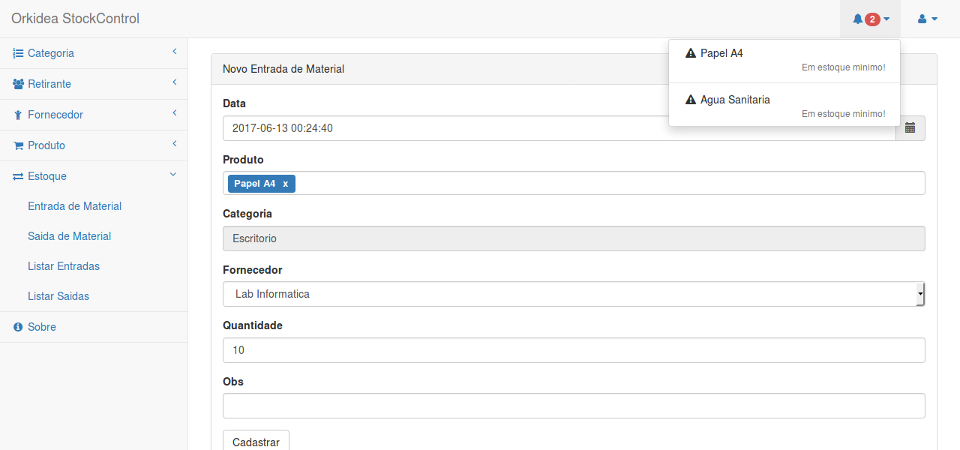 Orkidea StockControl
2
Categoria
Retirante
Fornecedor
Produto
Estoque
Entrada de Material
Saida de Material
Listar Entradas
Listar Saidas
Sobre
Papel A4
Em estoque minimo!
Agua Sanitaria
Em estoque minimo!
Novo Entrada de Material
Data
2017-06-13 00:24:40
Produto
Papel A4 x
Categoria
Escritorio
Fornecedor
Lab Informatica
Quantidade
10
Obs
Cadastrar